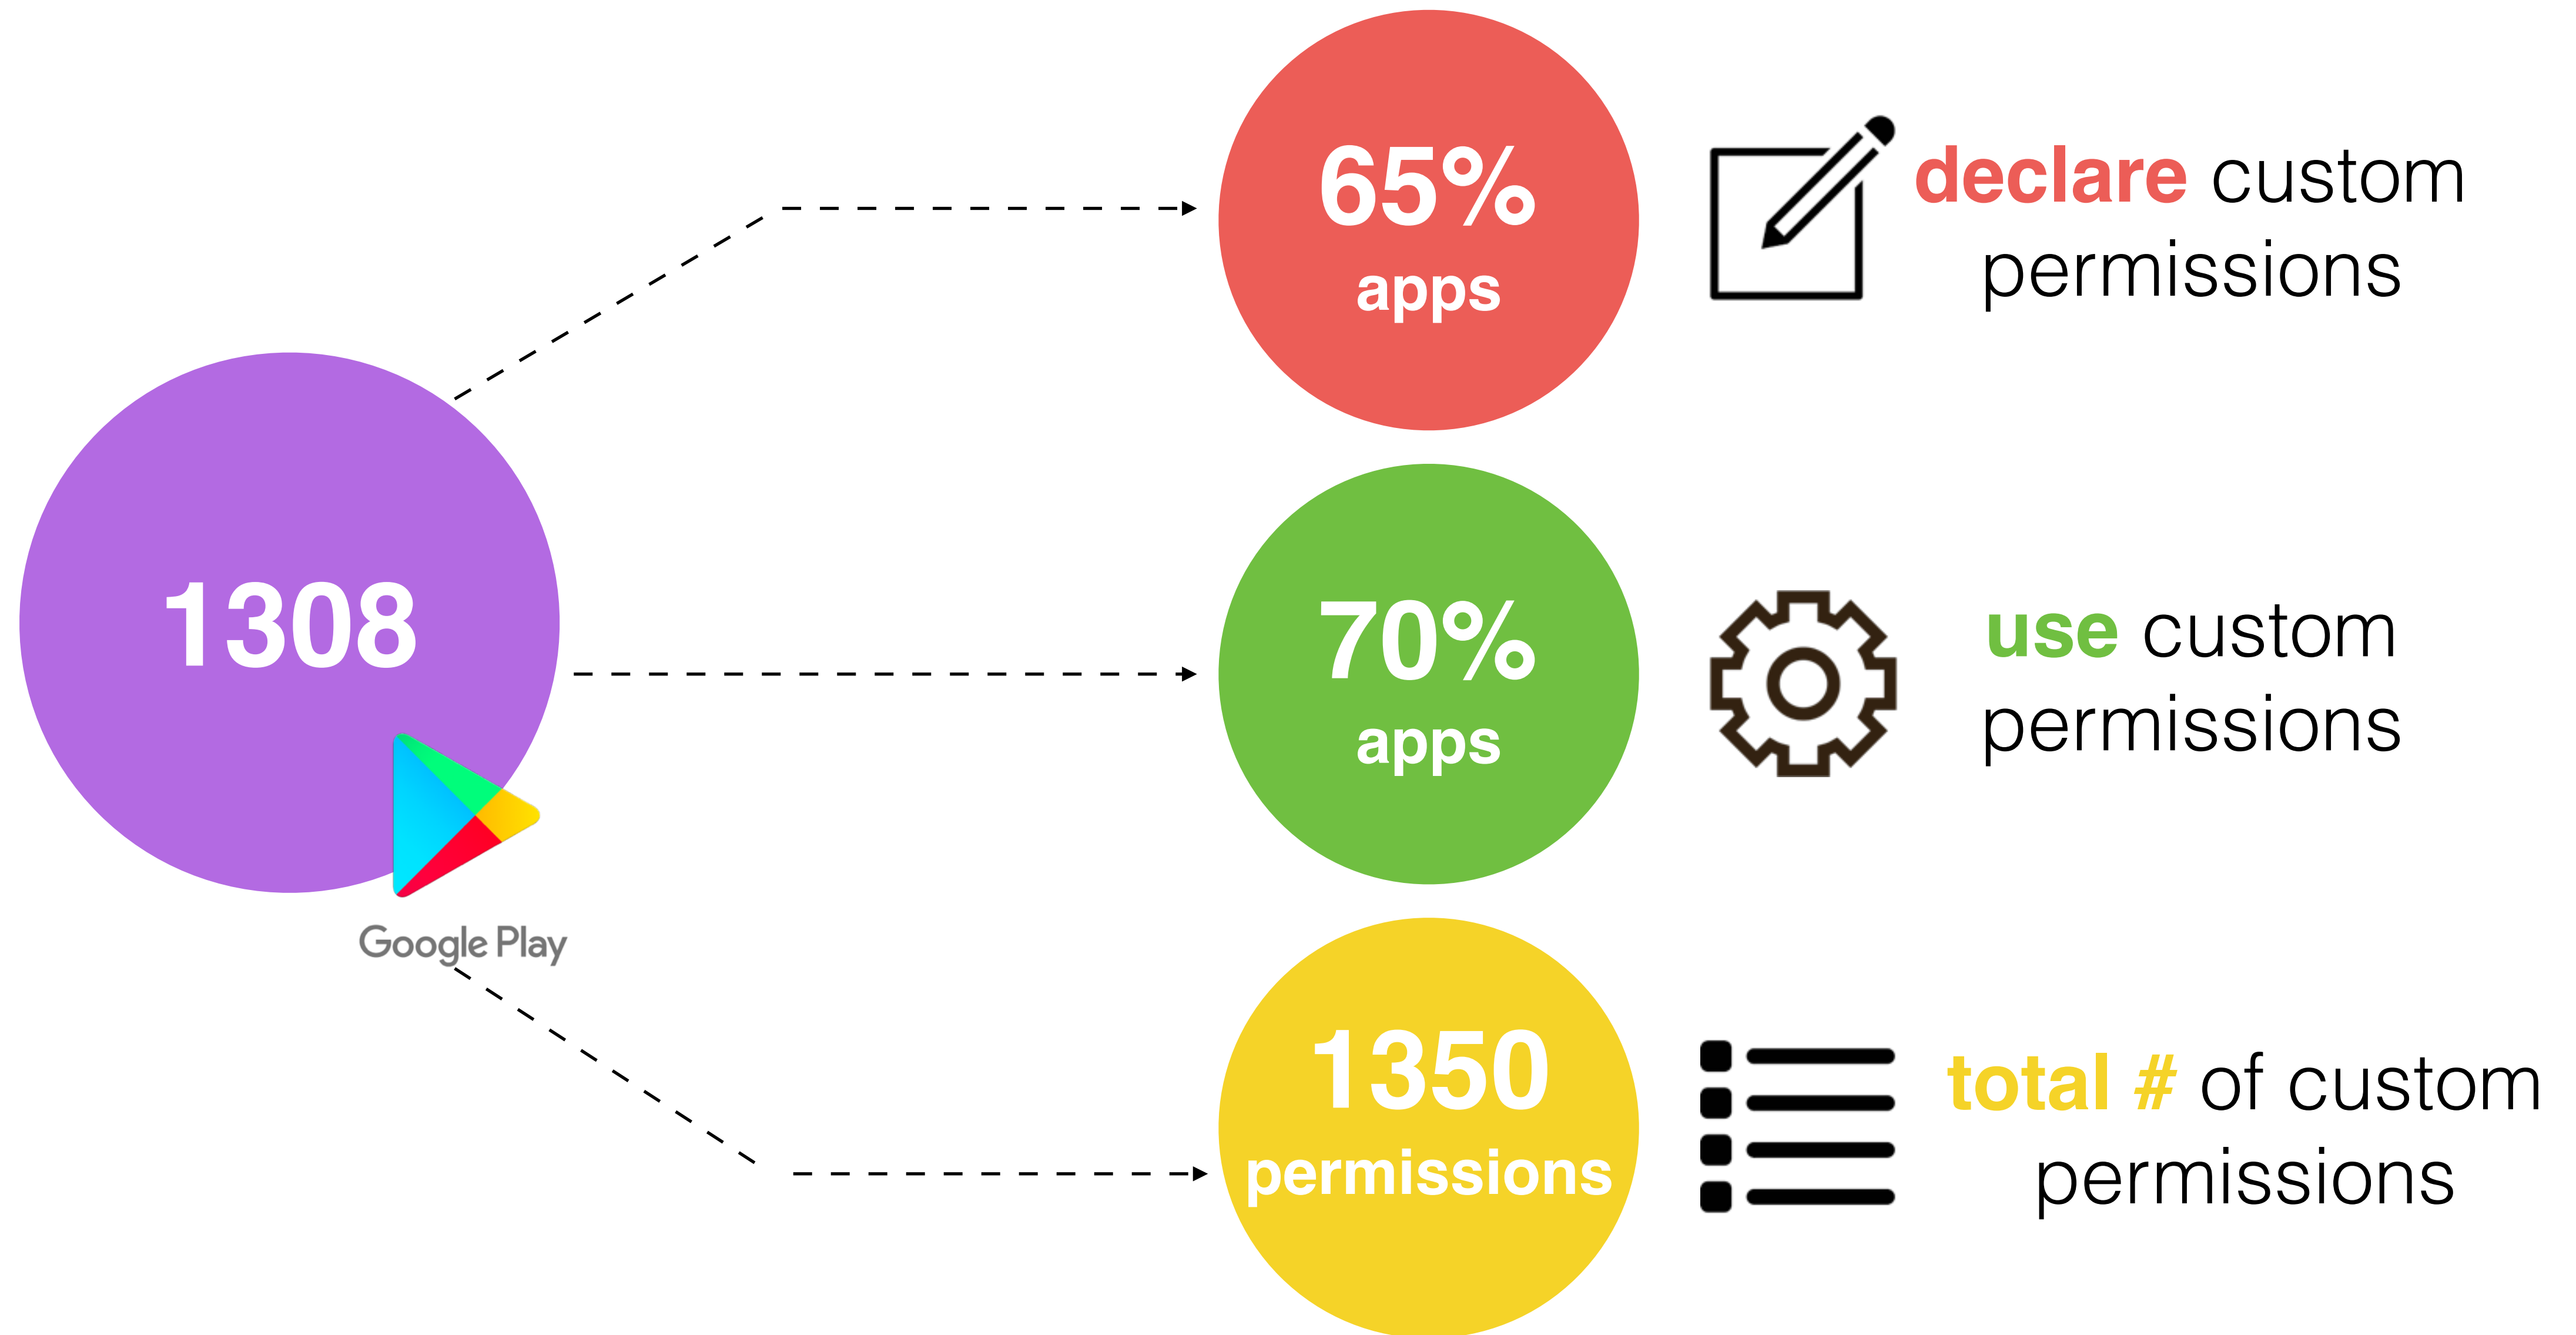 1308
Google Play
65%
apps
declare custom
permissions
70%
apps
use custom
permissions
1350
permissions
total # of custom
permissions